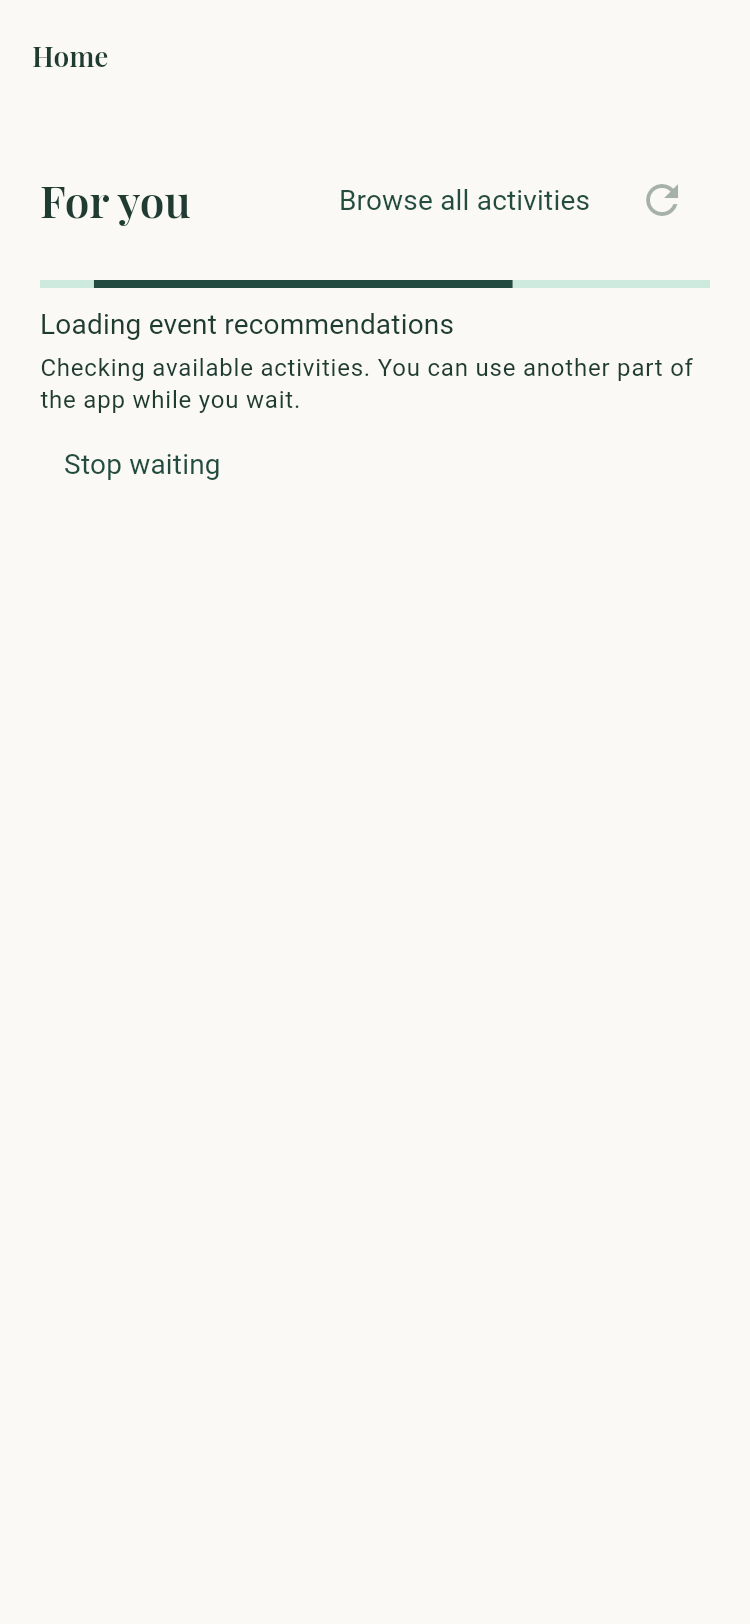 Home
For you
Browse all activities
Loading event recommendations
Checking available activities. You can use another part of
the app while you wait.
Stop waiting